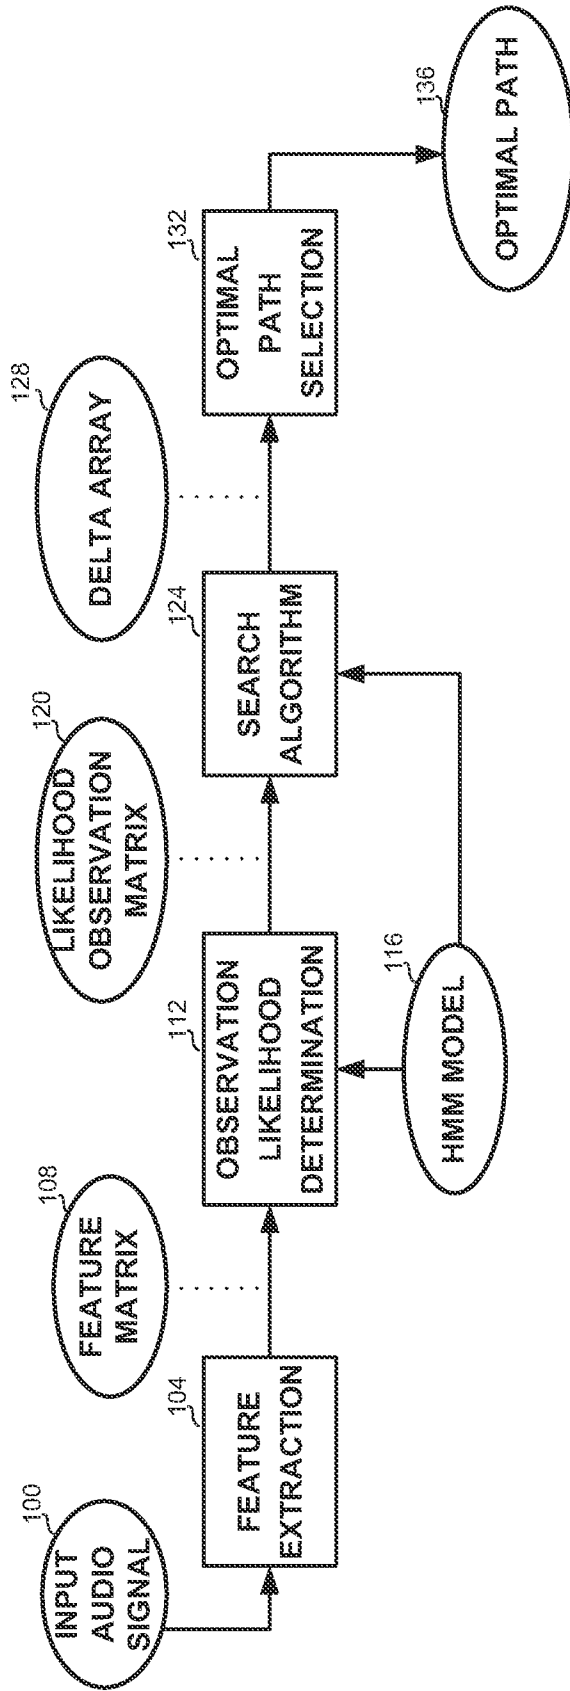 100
INPUT
AUDIO
SIGNAL
104
FEATURE
EXTRACTION
108
FEATURE
MATRIX
112
OBSERVATION
LIKELIHOOD
DETERMINATION
116
HMM MODEL
120
LIKELIHOOD
OBSERVATION
MATRIX
124
SEARCH
ALGORITHM
128
DELTA ARRAY
132
OPTIMAL
PATH
SELECTION
136
OPTIMAL PATH